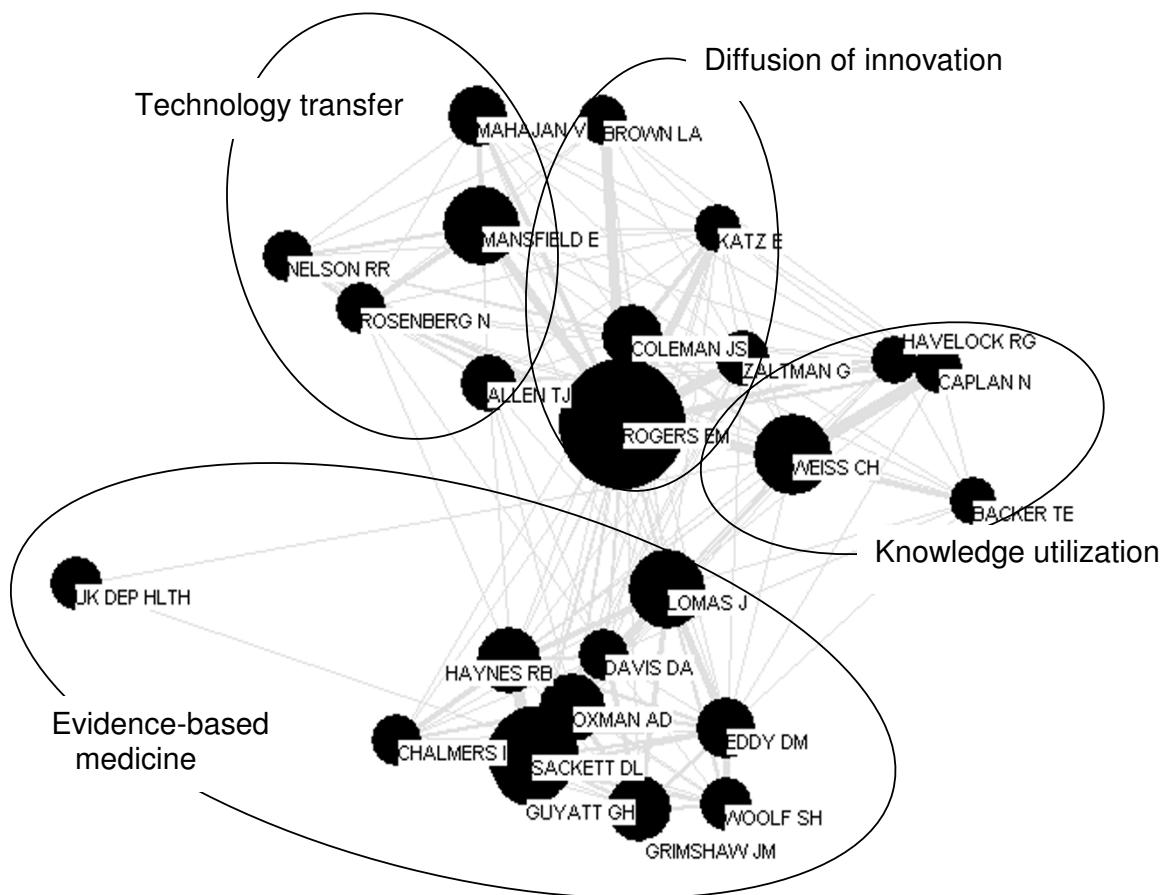 Diffusion of innovation
Technology transfer
MAHAJAN V
BROWN LA
MANSFIELD E
KATZ E
NELSON RR
ROSENBERG N
COLEMAN JS
HAVELOCK RG
ZALTMAN G
CAPLAN N
ALLEN TJ
ROGERS EM
WEISS CH
BACKER TE
Knowledge utilization
UK DEP HLTH
LOMAS J
HAYNES RB
DAVIS DA
Evidence-based
medicine
OXMAN AD
EDDY DM
CHALMERS I
SACKETT DL
GUYATT GH
WOOLF SH
GRIMSHAW JM